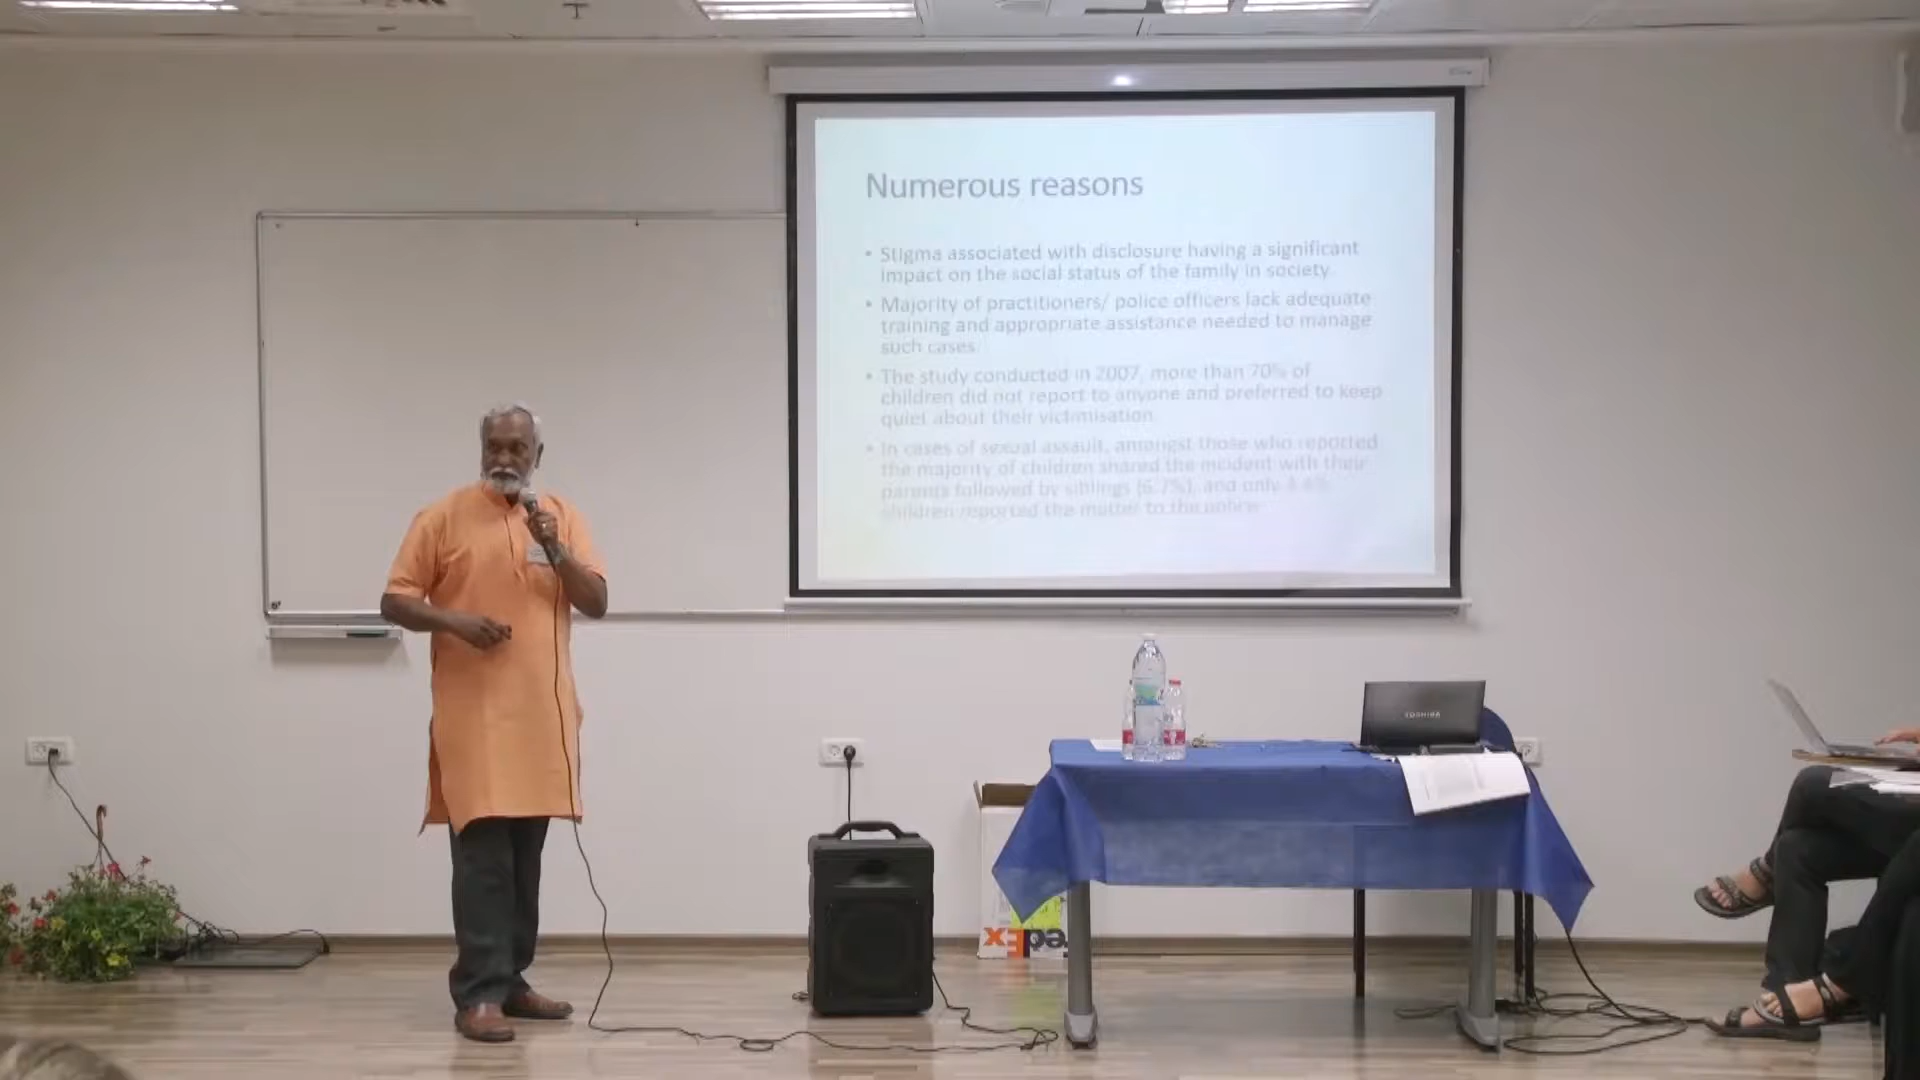 Numerous reasons
• Stigma associated with disclosure having a significant
impact on the social status of the family in society
• Majority of practitioners/ police officers lack adequate
training and appropriate assistance needed to manage
such cases
• The study conducted in 2007, more than 70% of
children did not report to anyone and preferred to keep
quiet about their victimisation
• In cases of sexual assault, amongst those who reported
the majority of children shared the incident with their
parents followed by siblings (6.7%), and only
children reported the matter to the police
TOSHIBA
edEx